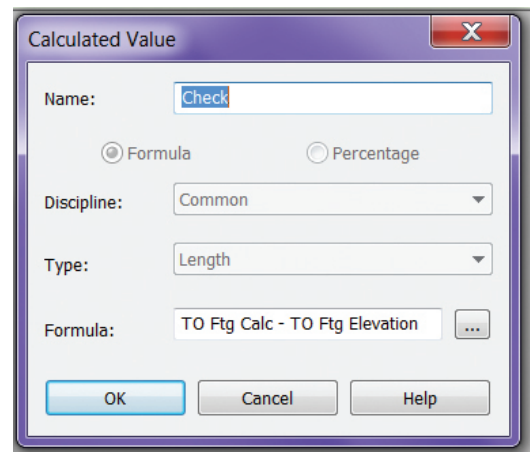 Calculated Value
Name: Check
Formula Percentage
Discipline: Common
Type: Length
Formula: TO Ftg Calc - TO Ftg Elevation ...
OK Cancel Help